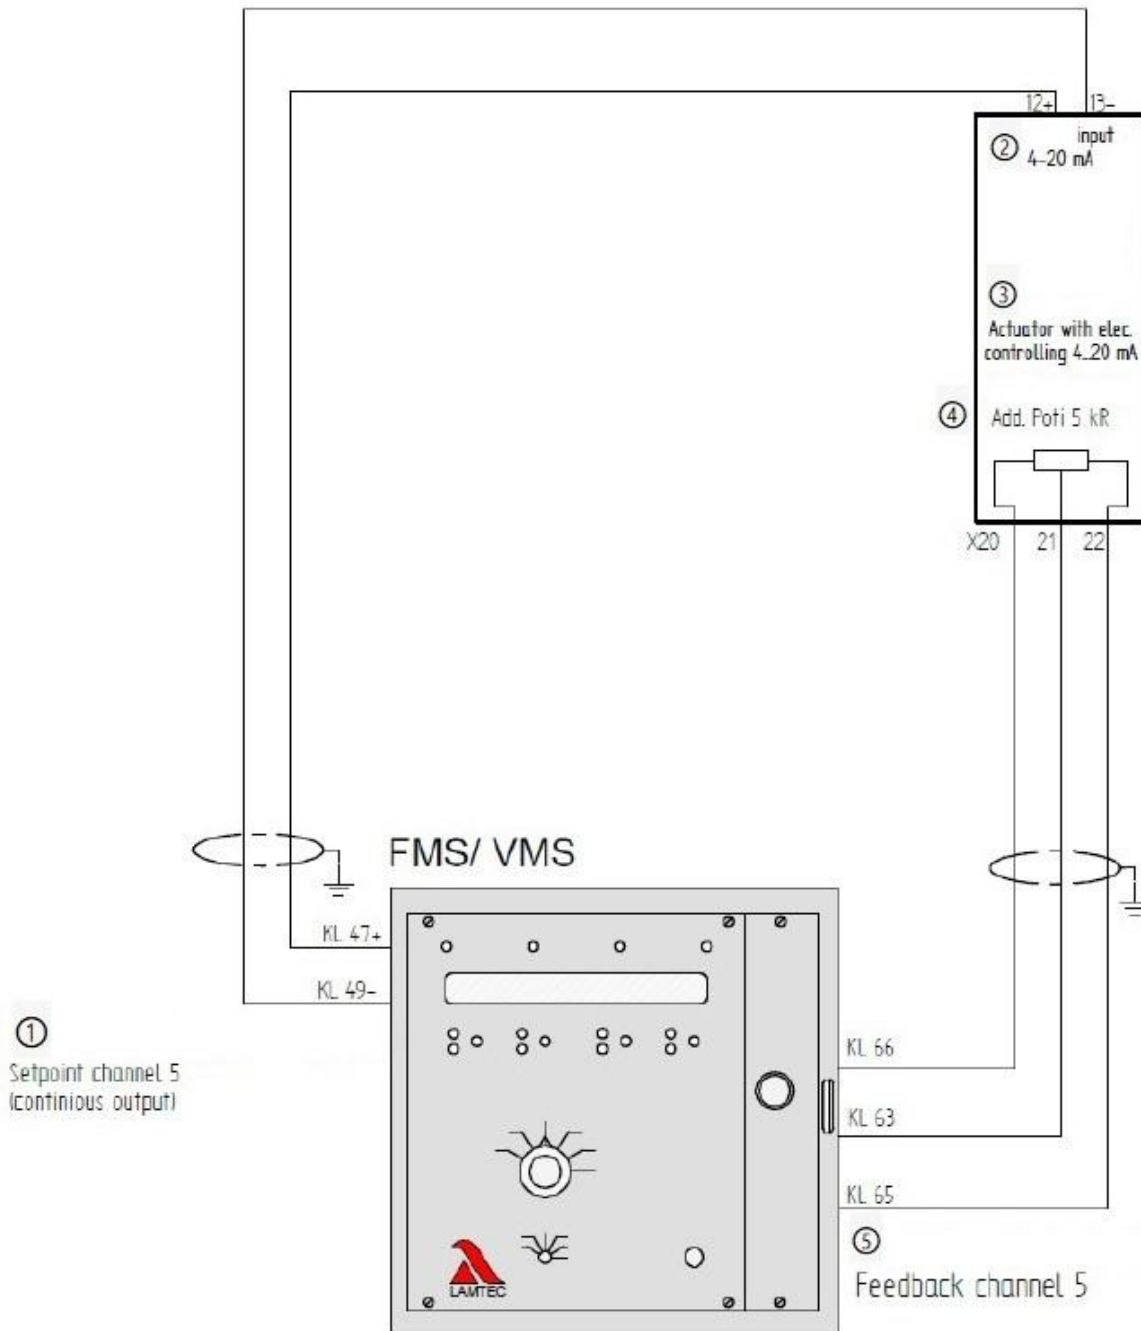 12+ 13-
② input
4-20 mA
③
Actuator with elec.
controlling 4..20 mA
④ Add. Poti 5 kR
X20 21 22
FMS/ VMS
KL 47+
KL 49-
①
Setpoint channel 5
(continious output)
KL 66
KL 63
KL 65
⑤
Feedback channel 5
LAMTEC